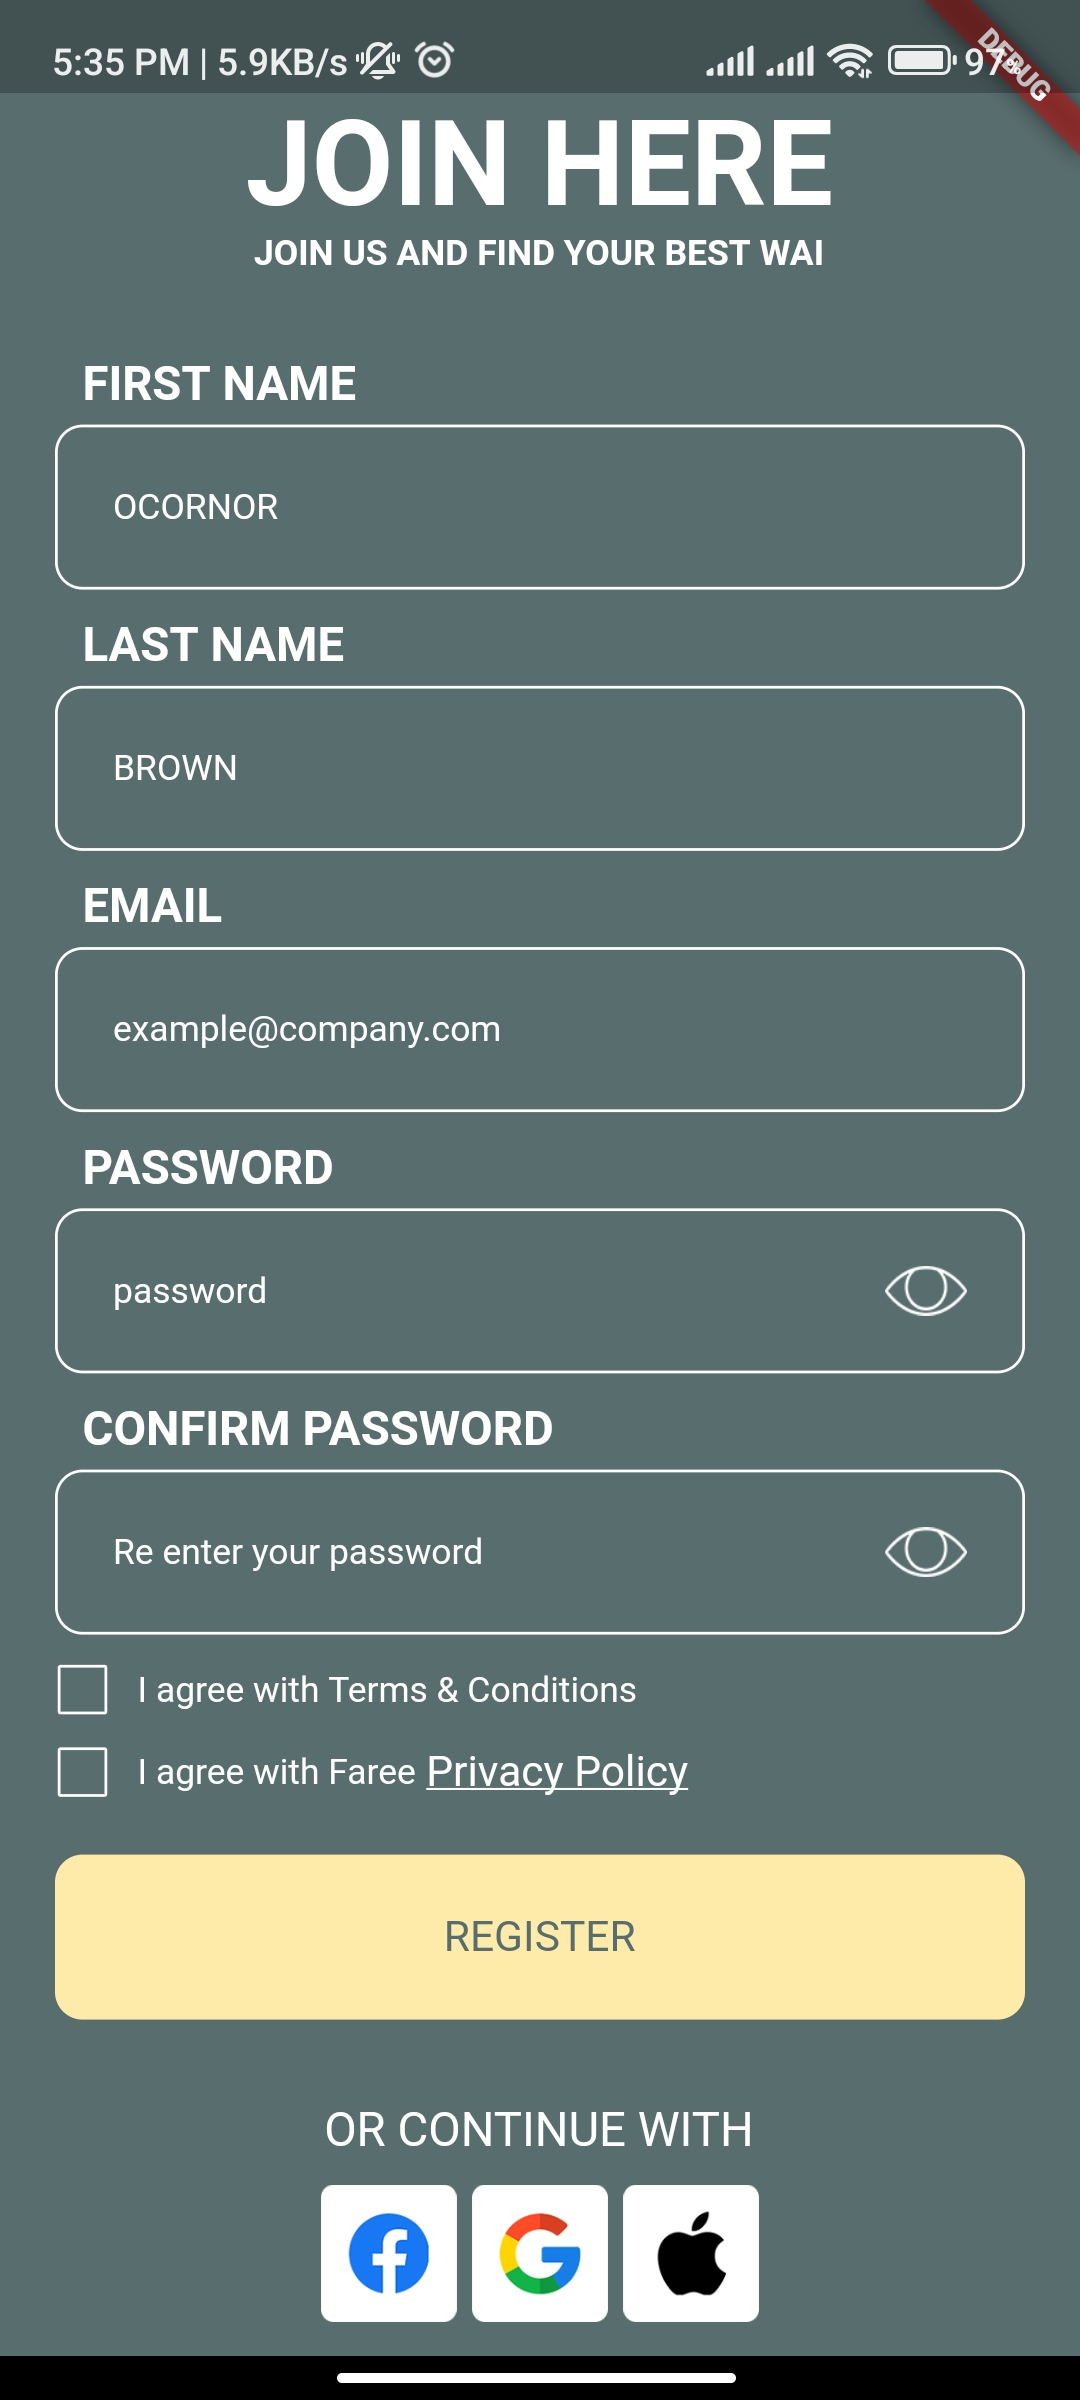 5:35 PM | 5.9KB/s
97%
DEBUG
JOIN HERE
JOIN US AND FIND YOUR BEST WAI
FIRST NAME
OCORNOR
LAST NAME
BROWN
EMAIL
example@company.com
PASSWORD
password
CONFIRM PASSWORD
Re enter your password
I agree with Terms & Conditions
I agree with Faree Privacy Policy
REGISTER
OR CONTINUE WITH